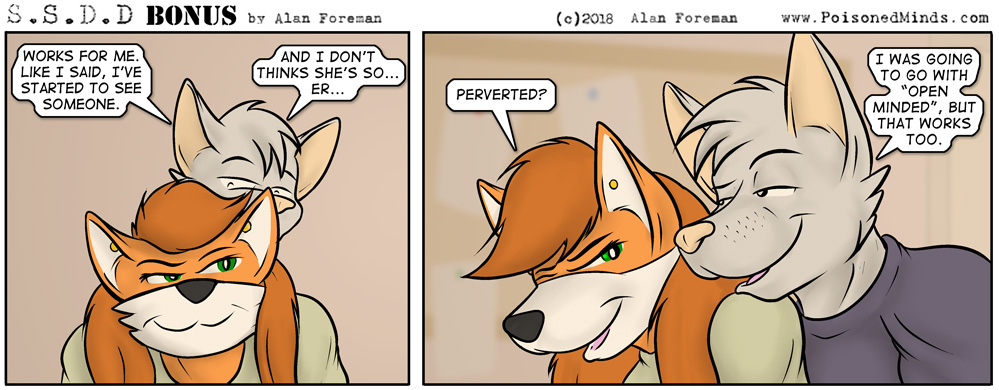 S.S.D.D BONUS by Alan Foreman
(c)2018 Alan Foreman
www.PoisonedMinds.com
WORKS FOR ME.
LIKE I SAID, I'VE
STARTED TO SEE
SOMEONE.
AND I DON'T
THINKS SHE'S SO...
ER...
PERVERTED?
I WAS GOING
TO GO WITH
"OPEN
MINDED", BUT
THAT WORKS
TOO.